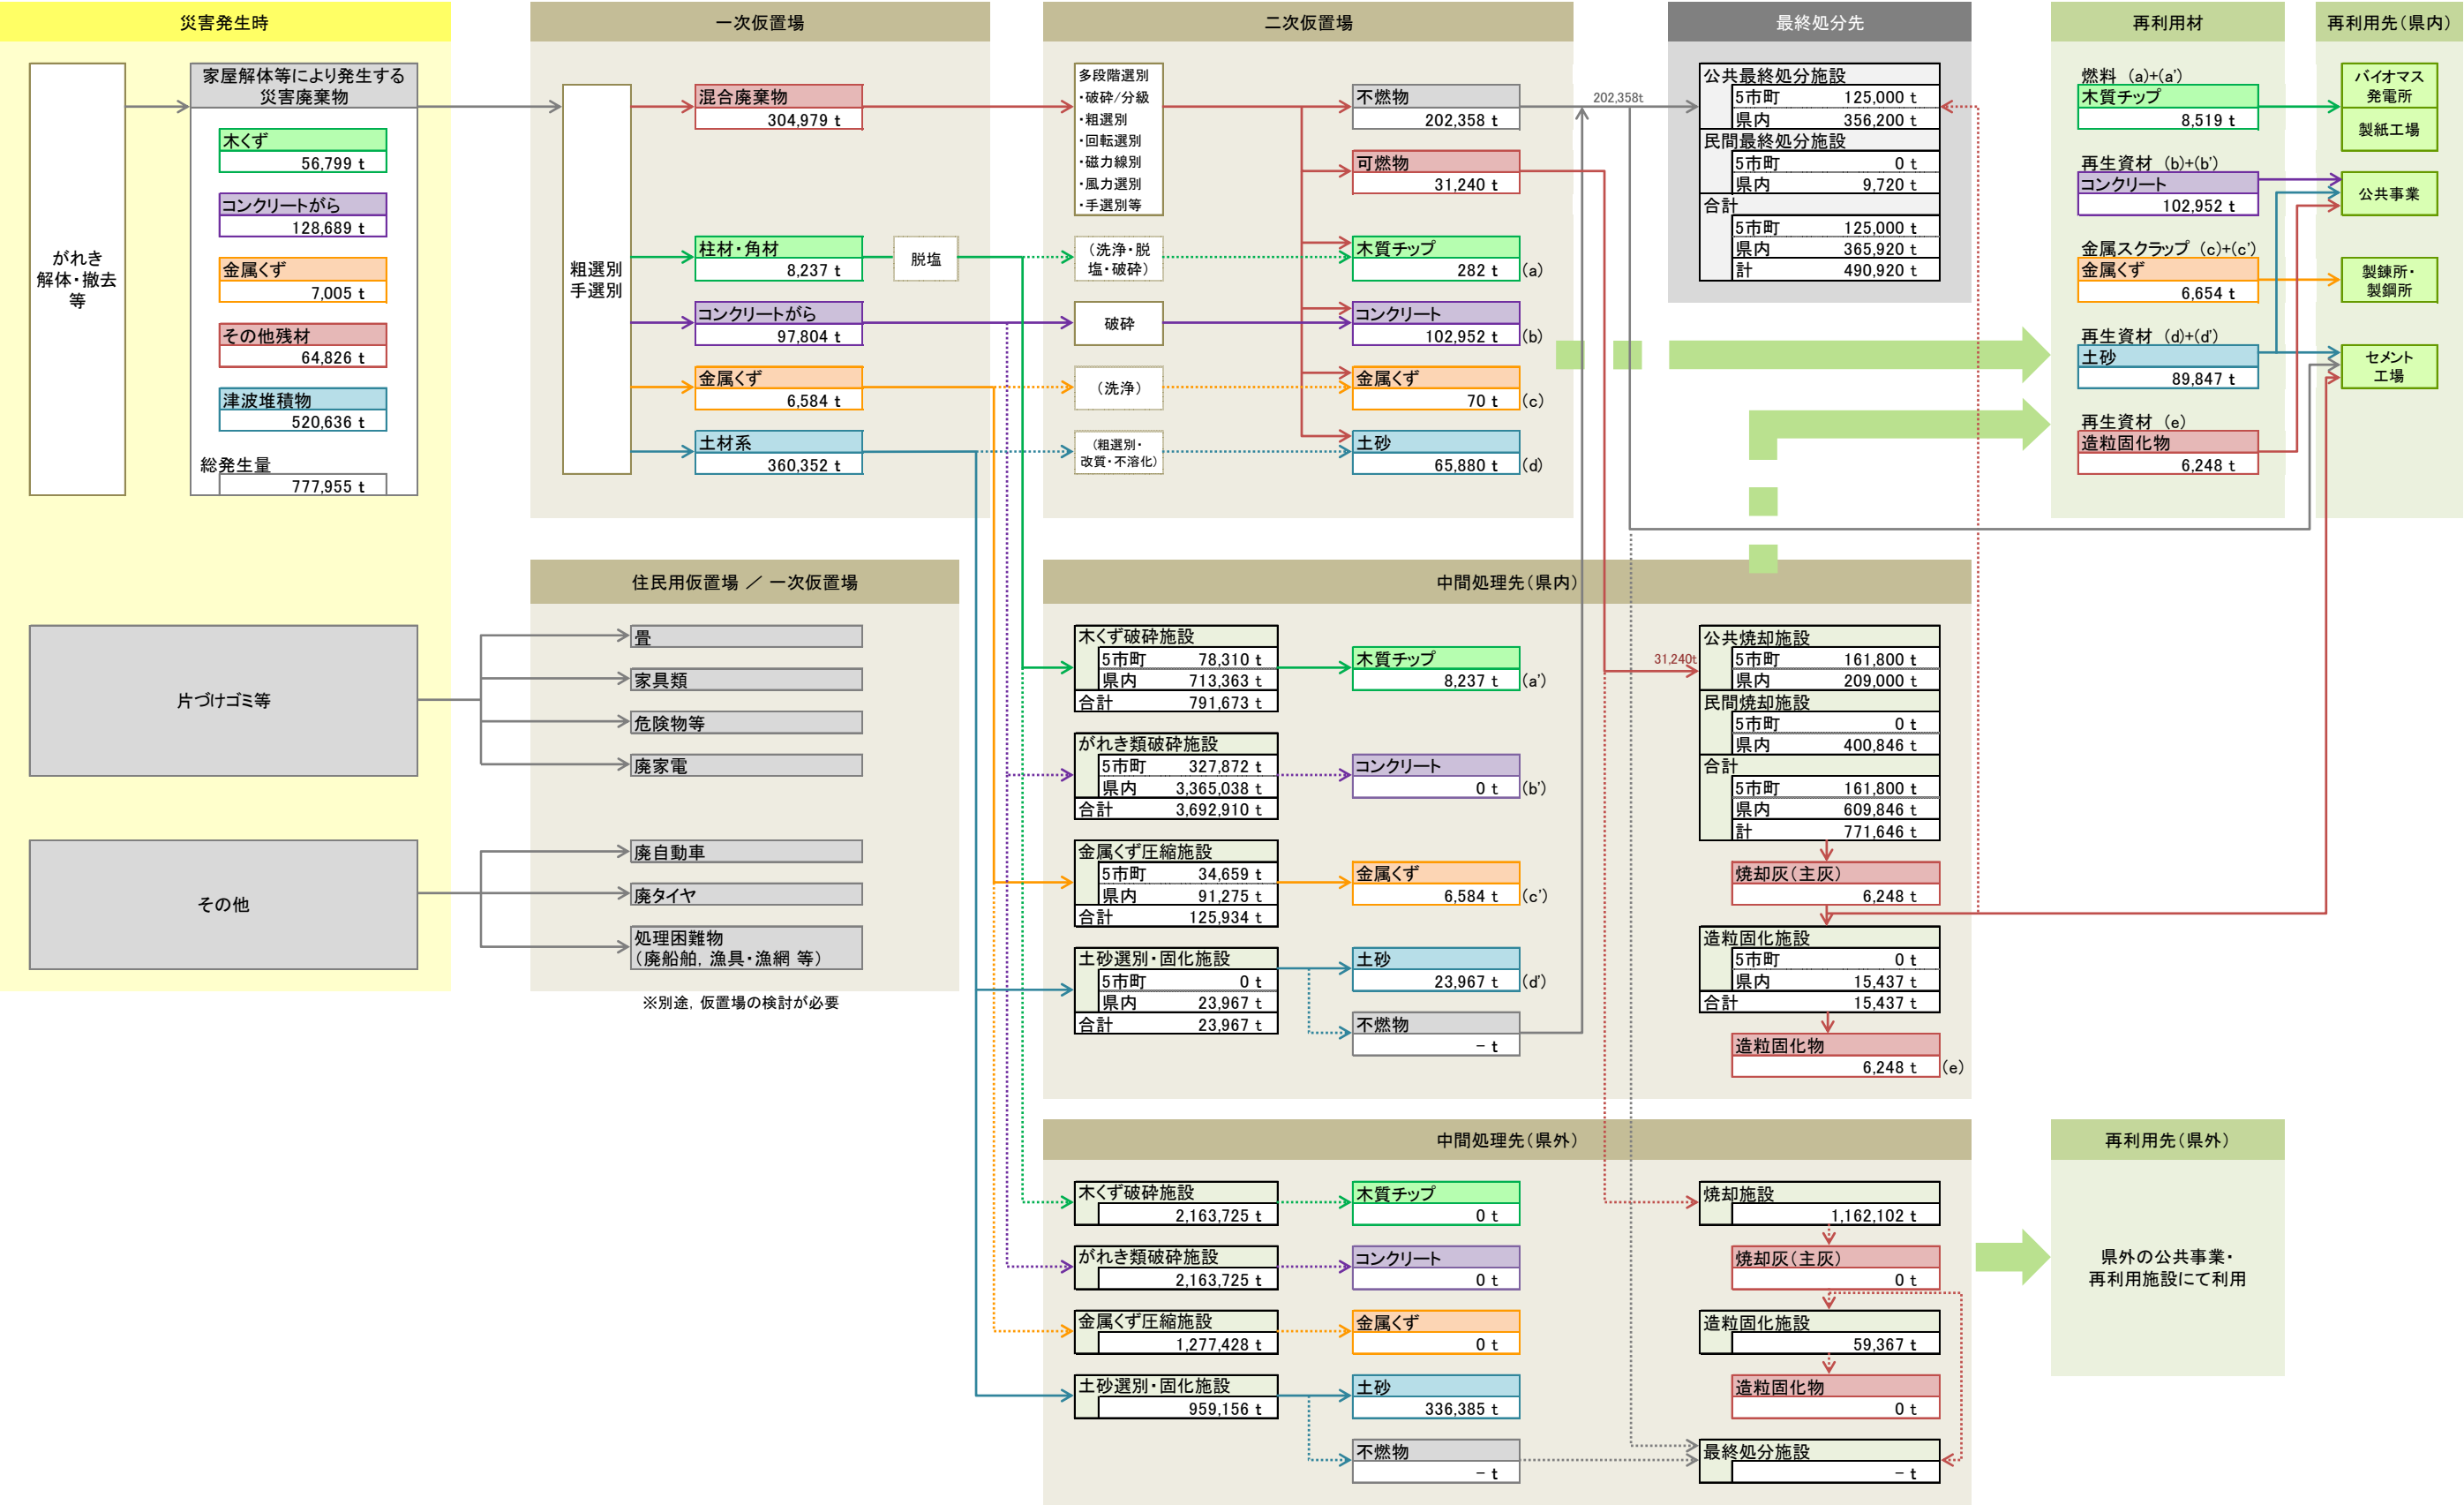 災害発生時
がれき
解体・撤去
等
家屋解体等により発生する
災害廃棄物
木くず
56,799 t
コンクリートがら
128,689 t
金属くず
7,005 t
その他残材
64,826 t
津波堆積物
520,636 t
総発生量
777,955 t
片づけゴミ等
その他
一次仮置場
粗選別
手選別
混合廃棄物
304,979 t
柱材・角材
8,237 t
脱塩
コンクリートがら
97,804 t
金属くず
6,584 t
土材系
360,352 t
住民用仮置場 ／ 一次仮置場
畳
家具類
危険物等
廃家電
廃自動車
廃タイヤ
処理困難物
（廃船舶，漁具・漁網 等）
※別途，仮置場の検討が必要
二次仮置場
多段階選別
・破砕/分級
・粗選別
・回転選別
・磁力線別
・風力選別
・手選別等
（洗浄・脱
塩・破砕）
破砕
（洗浄）
（粗選別・
改質・不溶化）
不燃物
202,358 t
可燃物
31,240 t
木質チップ
282 t (a)
コンクリート
102,952 t (b)
金属くず
70 t (c)
土砂
65,880 t (d)
202,358t
最終処分先
公共最終処分施設
5市町 125,000 t
県内 356,200 t
民間最終処分施設
5市町 0 t
県内 9,720 t
合計
5市町 125,000 t
県内 365,920 t
計 490,920 t
再利用材
燃料 (a)+(a')
木質チップ
8,519 t
再生資材 (b)+(b')
コンクリート
102,952 t
金属スクラップ (c)+(c')
金属くず
6,654 t
再生資材 (d)+(d')
土砂
89,847 t
再生資材 (e)
造粒固化物
6,248 t
再利用先（県内）
バイオマス
発電所
製紙工場
公共事業
製錬所・
製鋼所
セメント
工場
中間処理先（県内）
木くず破砕施設
5市町 78,310 t
県内 713,363 t
合計 791,673 t
木質チップ
8,237 t (a')
がれき類破砕施設
5市町 327,872 t
県内 3,365,038 t
合計 3,692,910 t
コンクリート
0 t (b')
金属くず圧縮施設
5市町 34,659 t
県内 91,275 t
合計 125,934 t
金属くず
6,584 t (c')
土砂選別・固化施設
5市町 0 t
県内 23,967 t
合計 23,967 t
土砂
23,967 t (d')
不燃物
− t
31,240t
公共焼却施設
5市町 161,800 t
県内 209,000 t
民間焼却施設
5市町 0 t
県内 400,846 t
合計
5市町 161,800 t
県内 609,846 t
計 771,646 t
焼却灰（主灰）
6,248 t
造粒固化施設
5市町 0 t
県内 15,437 t
合計 15,437 t
造粒固化物
6,248 t (e)
中間処理先（県外）
木くず破砕施設
2,163,725 t
木質チップ
0 t
がれき類破砕施設
2,163,725 t
コンクリート
0 t
金属くず圧縮施設
1,277,428 t
金属くず
0 t
土砂選別・固化施設
959,156 t
土砂
336,385 t
不燃物
− t
焼却施設
1,162,102 t
焼却灰（主灰）
0 t
造粒固化施設
59,367 t
造粒固化物
0 t
最終処分施設
− t
再利用先（県外）
県外の公共事業・
再利用施設にて利用